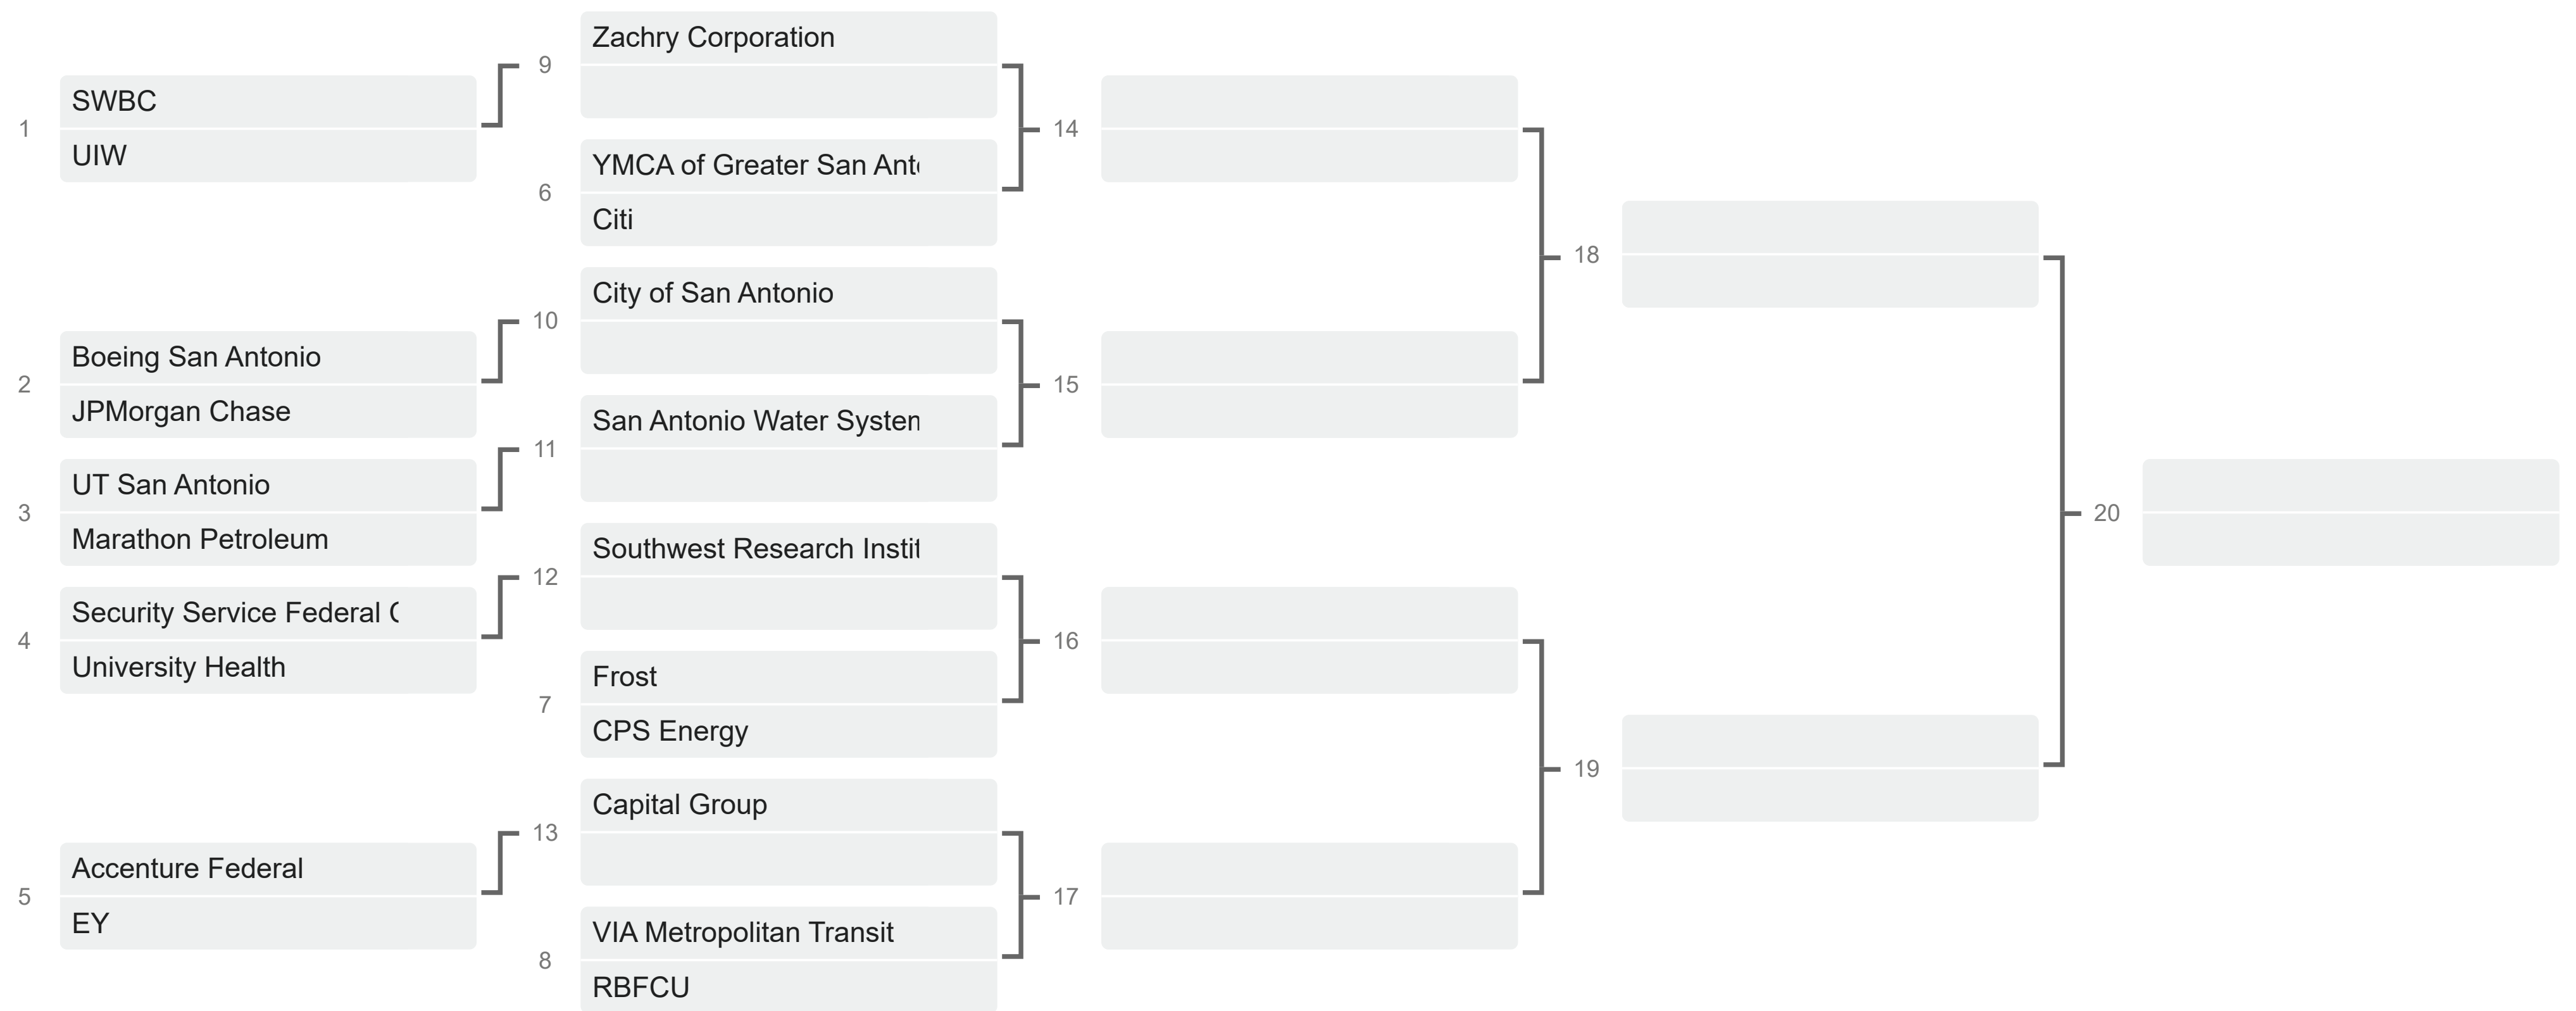 1
SWBC
UIW
2
Boeing San Antonio
JPMorgan Chase
3
UT San Antonio
Marathon Petroleum
4
Security Service Federal
University Health
5
Accenture Federal
EY
9
Zachry Corporation
6
YMCA of Greater San
Citi
10
City of San Antonio
11
San Antonio Water
12
Southwest Research
7
Frost
CPS Energy
13
Capital Group
8
VIA Metropolitan Transit
RBFCU
14
15
16
17
18
19
20